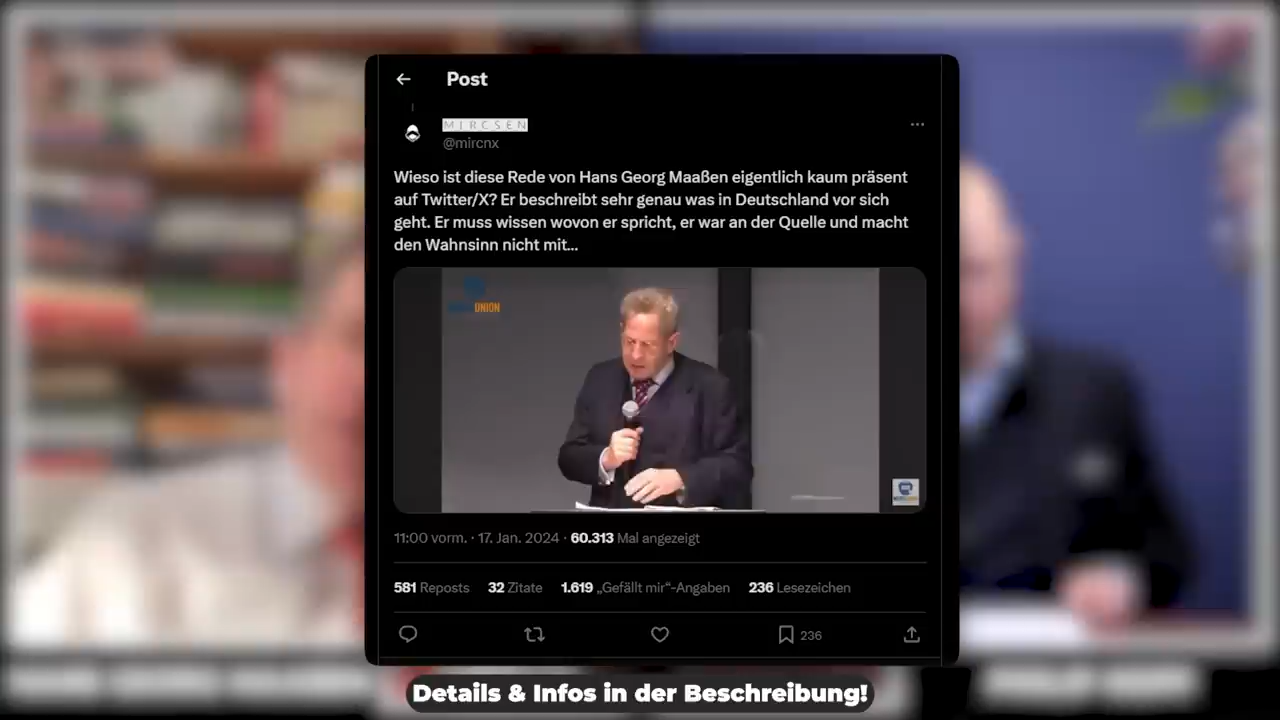 Post
MIRCSEN
@mircnx
Wieso ist diese Rede von Hans Georg Maaßen eigentlich kaum präsent
auf Twitter/X? Er beschreibt sehr genau was in Deutschland vor sich
geht. Er muss wissen wovon er spricht, er war an der Quelle und macht
den Wahnsinn nicht mit...
UNION
11:00 vorm. · 17. Jan. 2024 · 60.313 Mal angezeigt
581 Reposts 32 Zitate 1.619 „Gefällt mir“-Angaben 236 Lesezeichen
236
Details & Infos in der Beschreibung!